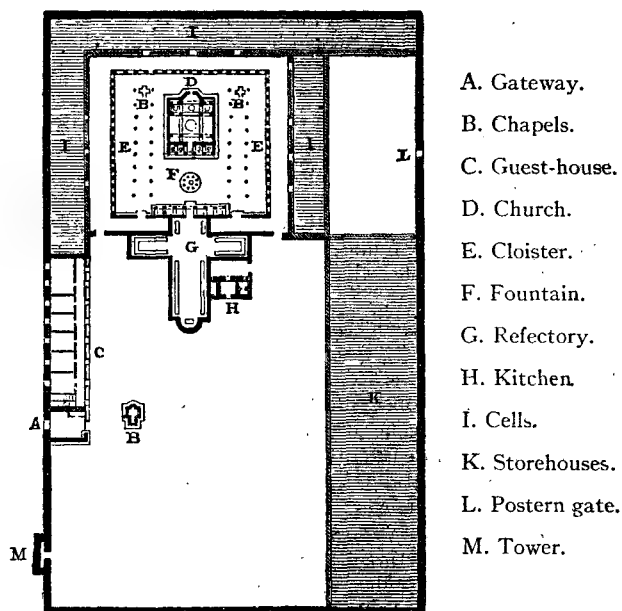 I
D
B
B
I
E
E
I
L
F
G
H
C
K
A
B
M
A. Gateway.
B. Chapels.
C. Guest-house.
D. Church.
E. Cloister.
F. Fountain.
G. Refectory.
H. Kitchen
I. Cells.
K. Storehouses.
L. Postern gate.
M. Tower.